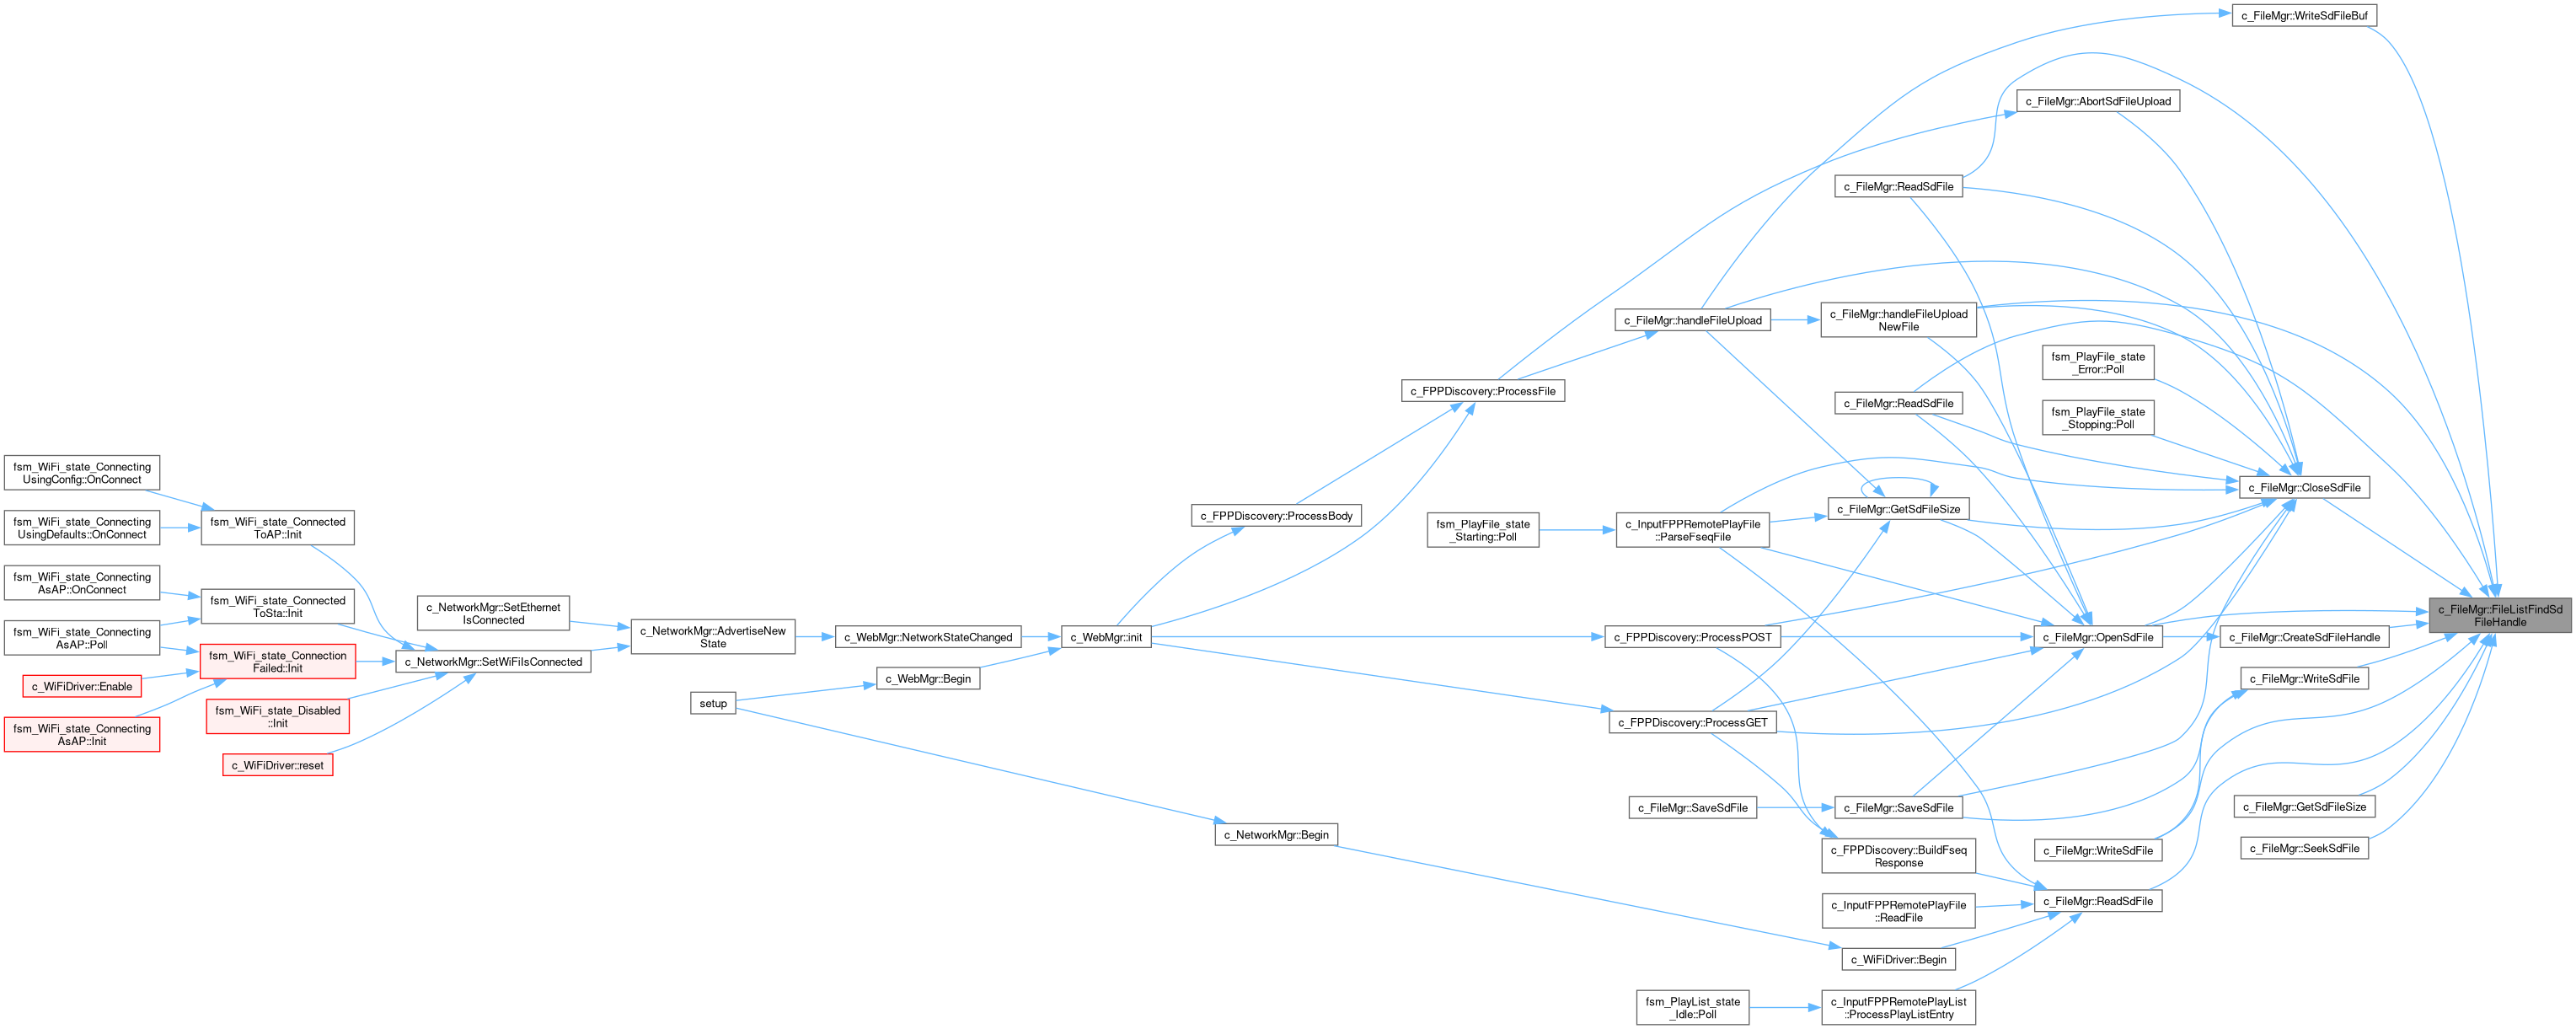 c_FileMgr::WriteSdFileBuf
c_FileMgr::AbortSdFileUpload
c_FileMgr::ReadSdFile
c_FileMgr::handleFileUpload
c_FileMgr::handleFileUpload
NewFile
fsm_PlayFile_state
_Error::Poll
c_FPPDiscovery::ProcessFile
c_FileMgr::ReadSdFile
fsm_PlayFile_state
_Stopping::Poll
fsm_WiFi_state_Connecting
UsingConfig::OnConnect
c_FileMgr::CloseSdFile
fsm_WiFi_state_Connecting
UsingDefaults::OnConnect
fsm_WiFi_state_Connected
ToAP::Init
c_FPPDiscovery::ProcessBody
c_FileMgr::GetSdFileSize
fsm_PlayFile_state
_Starting::Poll
c_InputFPPRemotePlayFile
::ParseFseqFile
fsm_WiFi_state_Connecting
AsAP::OnConnect
fsm_WiFi_state_Connected
ToSta::Init
c_NetworkMgr::SetEthernet
IsConnected
c_FileMgr::FileListFindSd
FileHandle
fsm_WiFi_state_Connecting
AsAP::Poll
c_NetworkMgr::AdvertiseNew
State
c_WebMgr::NetworkStateChanged
c_WebMgr::init
c_FPPDiscovery::ProcessPOST
c_FileMgr::OpenSdFile
c_FileMgr::CreateSdFileHandle
fsm_WiFi_state_Connection
Failed::Init
c_NetworkMgr::SetWiFiIsConnected
c_WiFiDriver::Enable
c_WebMgr::Begin
c_FileMgr::WriteSdFile
setup
fsm_WiFi_state_Disabled
::Init
c_FPPDiscovery::ProcessGET
fsm_WiFi_state_Connecting
AsAP::Init
c_WiFiDriver::reset
c_FileMgr::SaveSdFile
c_FileMgr::SaveSdFile
c_FileMgr::GetSdFileSize
c_NetworkMgr::Begin
c_FPPDiscovery::BuildFseq
Response
c_FileMgr::WriteSdFile
c_FileMgr::SeekSdFile
c_InputFPPRemotePlayFile
::ReadFile
c_FileMgr::ReadSdFile
c_WiFiDriver::Begin
fsm_PlayList_state
_Idle::Poll
c_InputFPPRemotePlayList
::ProcessPlayListEntry